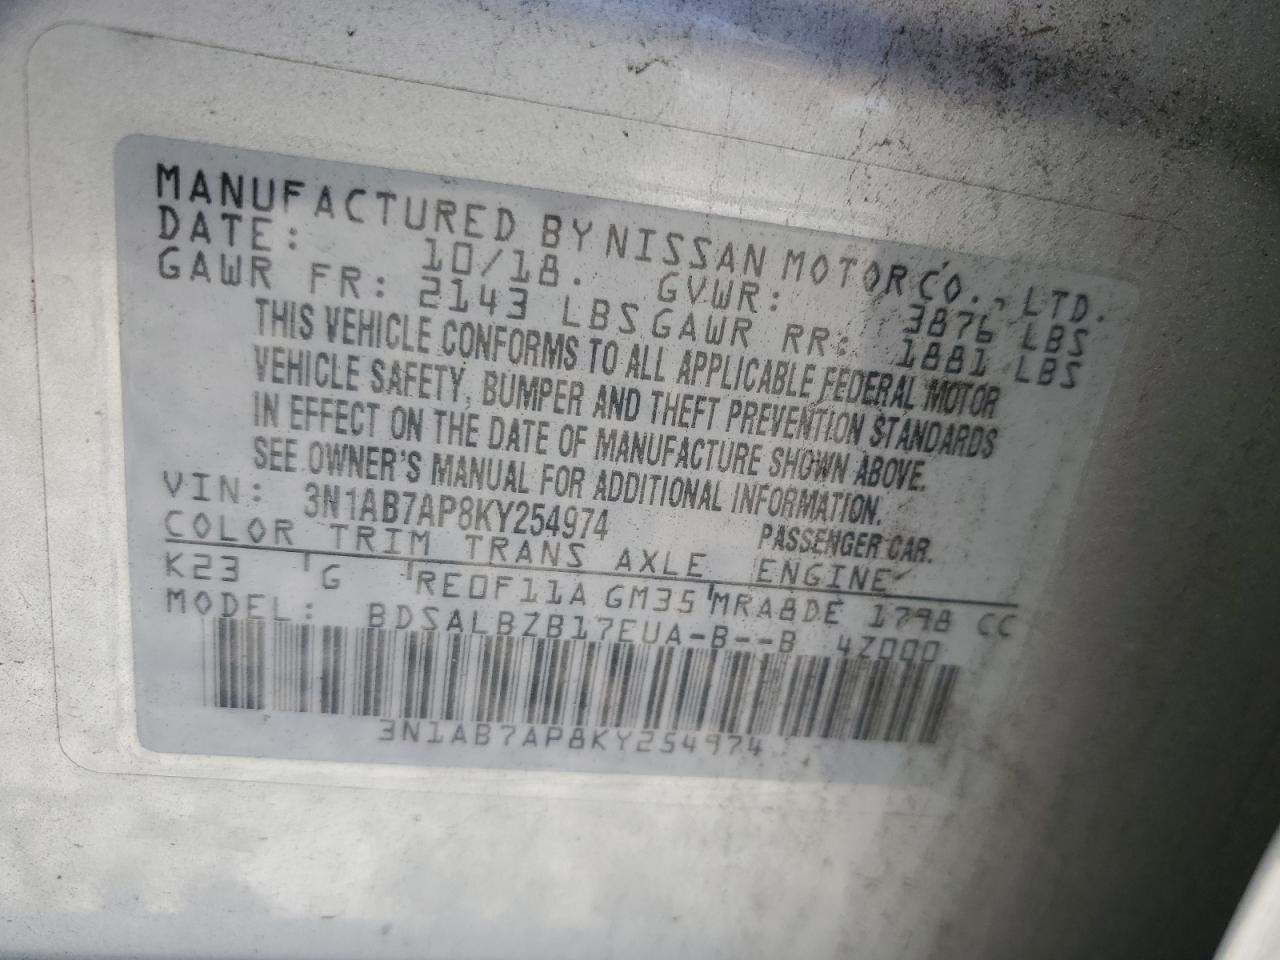 MANUFACTURED BY NISSAN MOTOR CO., LTD.
DATE: 10/18. GVWR: 3876 LBS
GAWR FR: 2143 LBS GAWR RR: 1881 LBS
THIS VEHICLE CONFORMS TO ALL APPLICABLE FEDERAL MOTOR
VEHICLE SAFETY, BUMPER AND THEFT PREVENTION STANDARDS
IN EFFECT ON THE DATE OF MANUFACTURE SHOWN ABOVE.
SEE OWNER'S MANUAL FOR ADDITIONAL INFORMATION.
VIN: 3N1AB7AP8KY254974 PASSENGER CAR.
COLOR TRIM TRANS AXLE ENGINE
K23 G RE0F11A GM35 MRA8DE 1798 CC
MODEL: BDSALBZB17EUA-B--B 4Z000
3N1AB7AP8KY254974